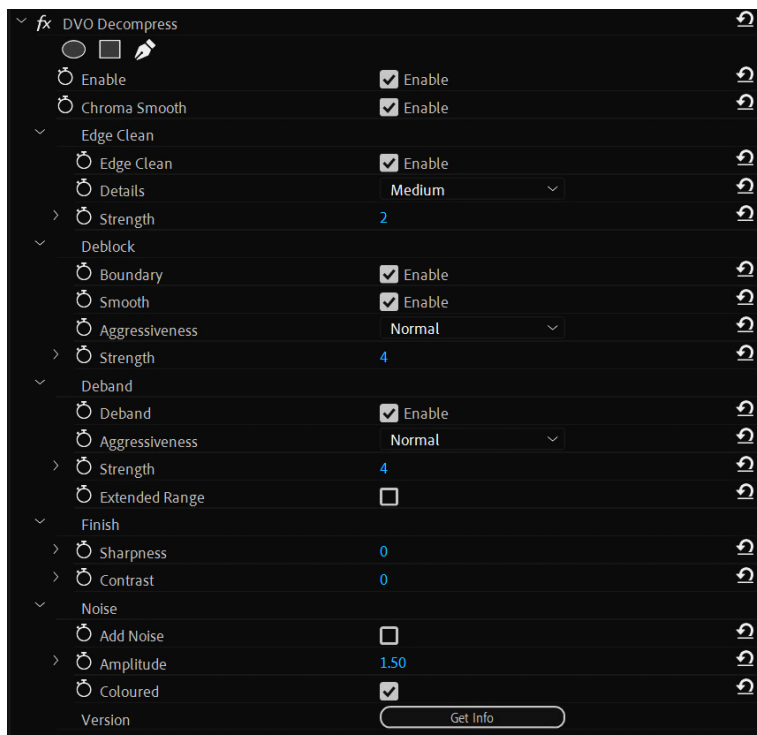 fx DVO Decompress
Enable Enable
Chroma Smooth Enable
Edge Clean
Edge Clean Enable
Details Medium
Strength 2
Deblock
Boundary Enable
Smooth Enable
Aggressiveness Normal
Strength 4
Deband
Deband Enable
Aggressiveness Normal
Strength 4
Extended Range
Finish
Sharpness 0
Contrast 0
Noise
Add Noise
Amplitude 1.50
Coloured
Version Get Info